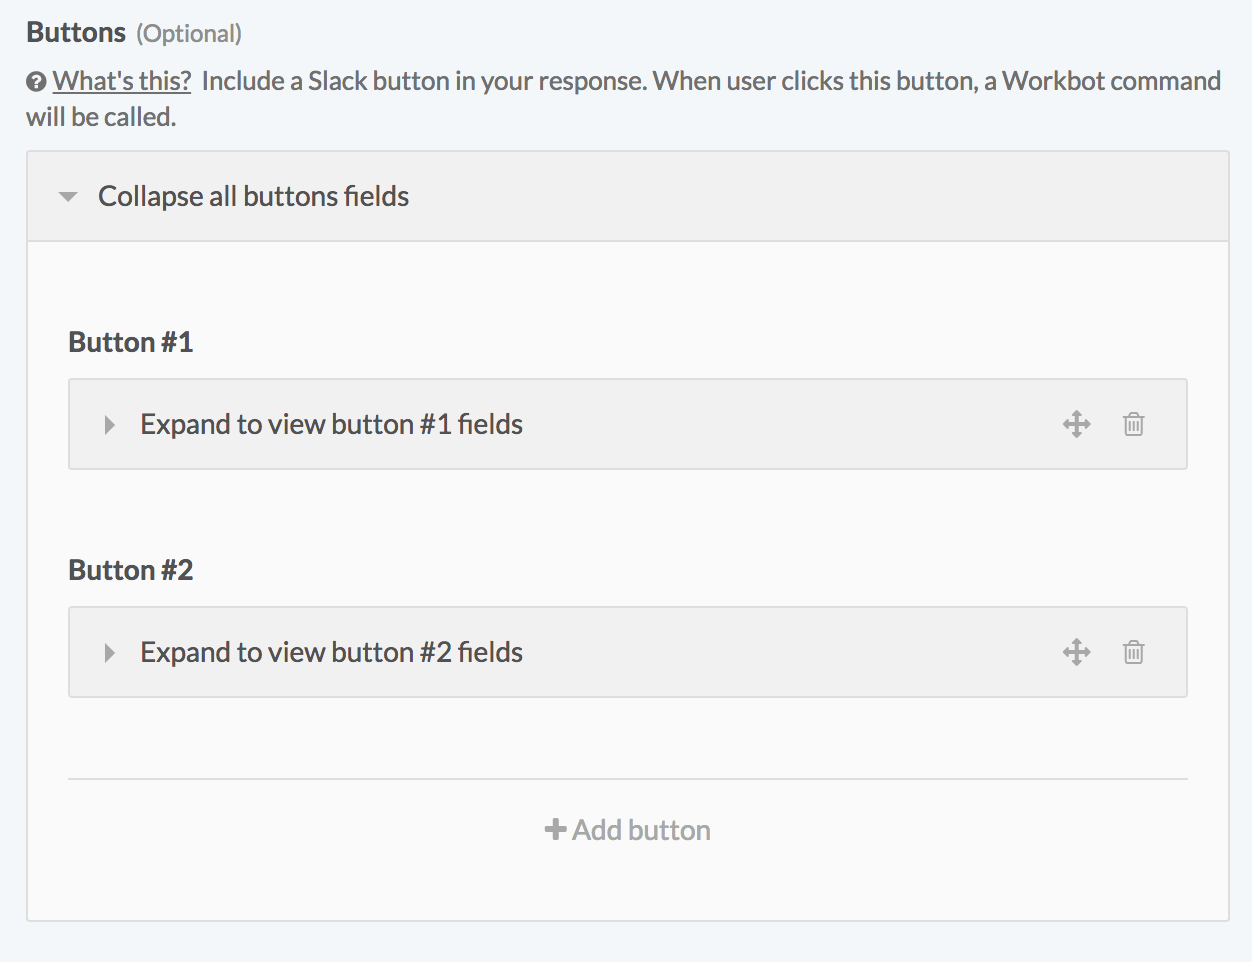 Buttons (Optional)
What's this? Include a Slack button in your response. When user clicks this button, a Workbot command
will be called.
Collapse all buttons fields
Button #1
Expand to view button #1 fields
Button #2
Expand to view button #2 fields
Add button